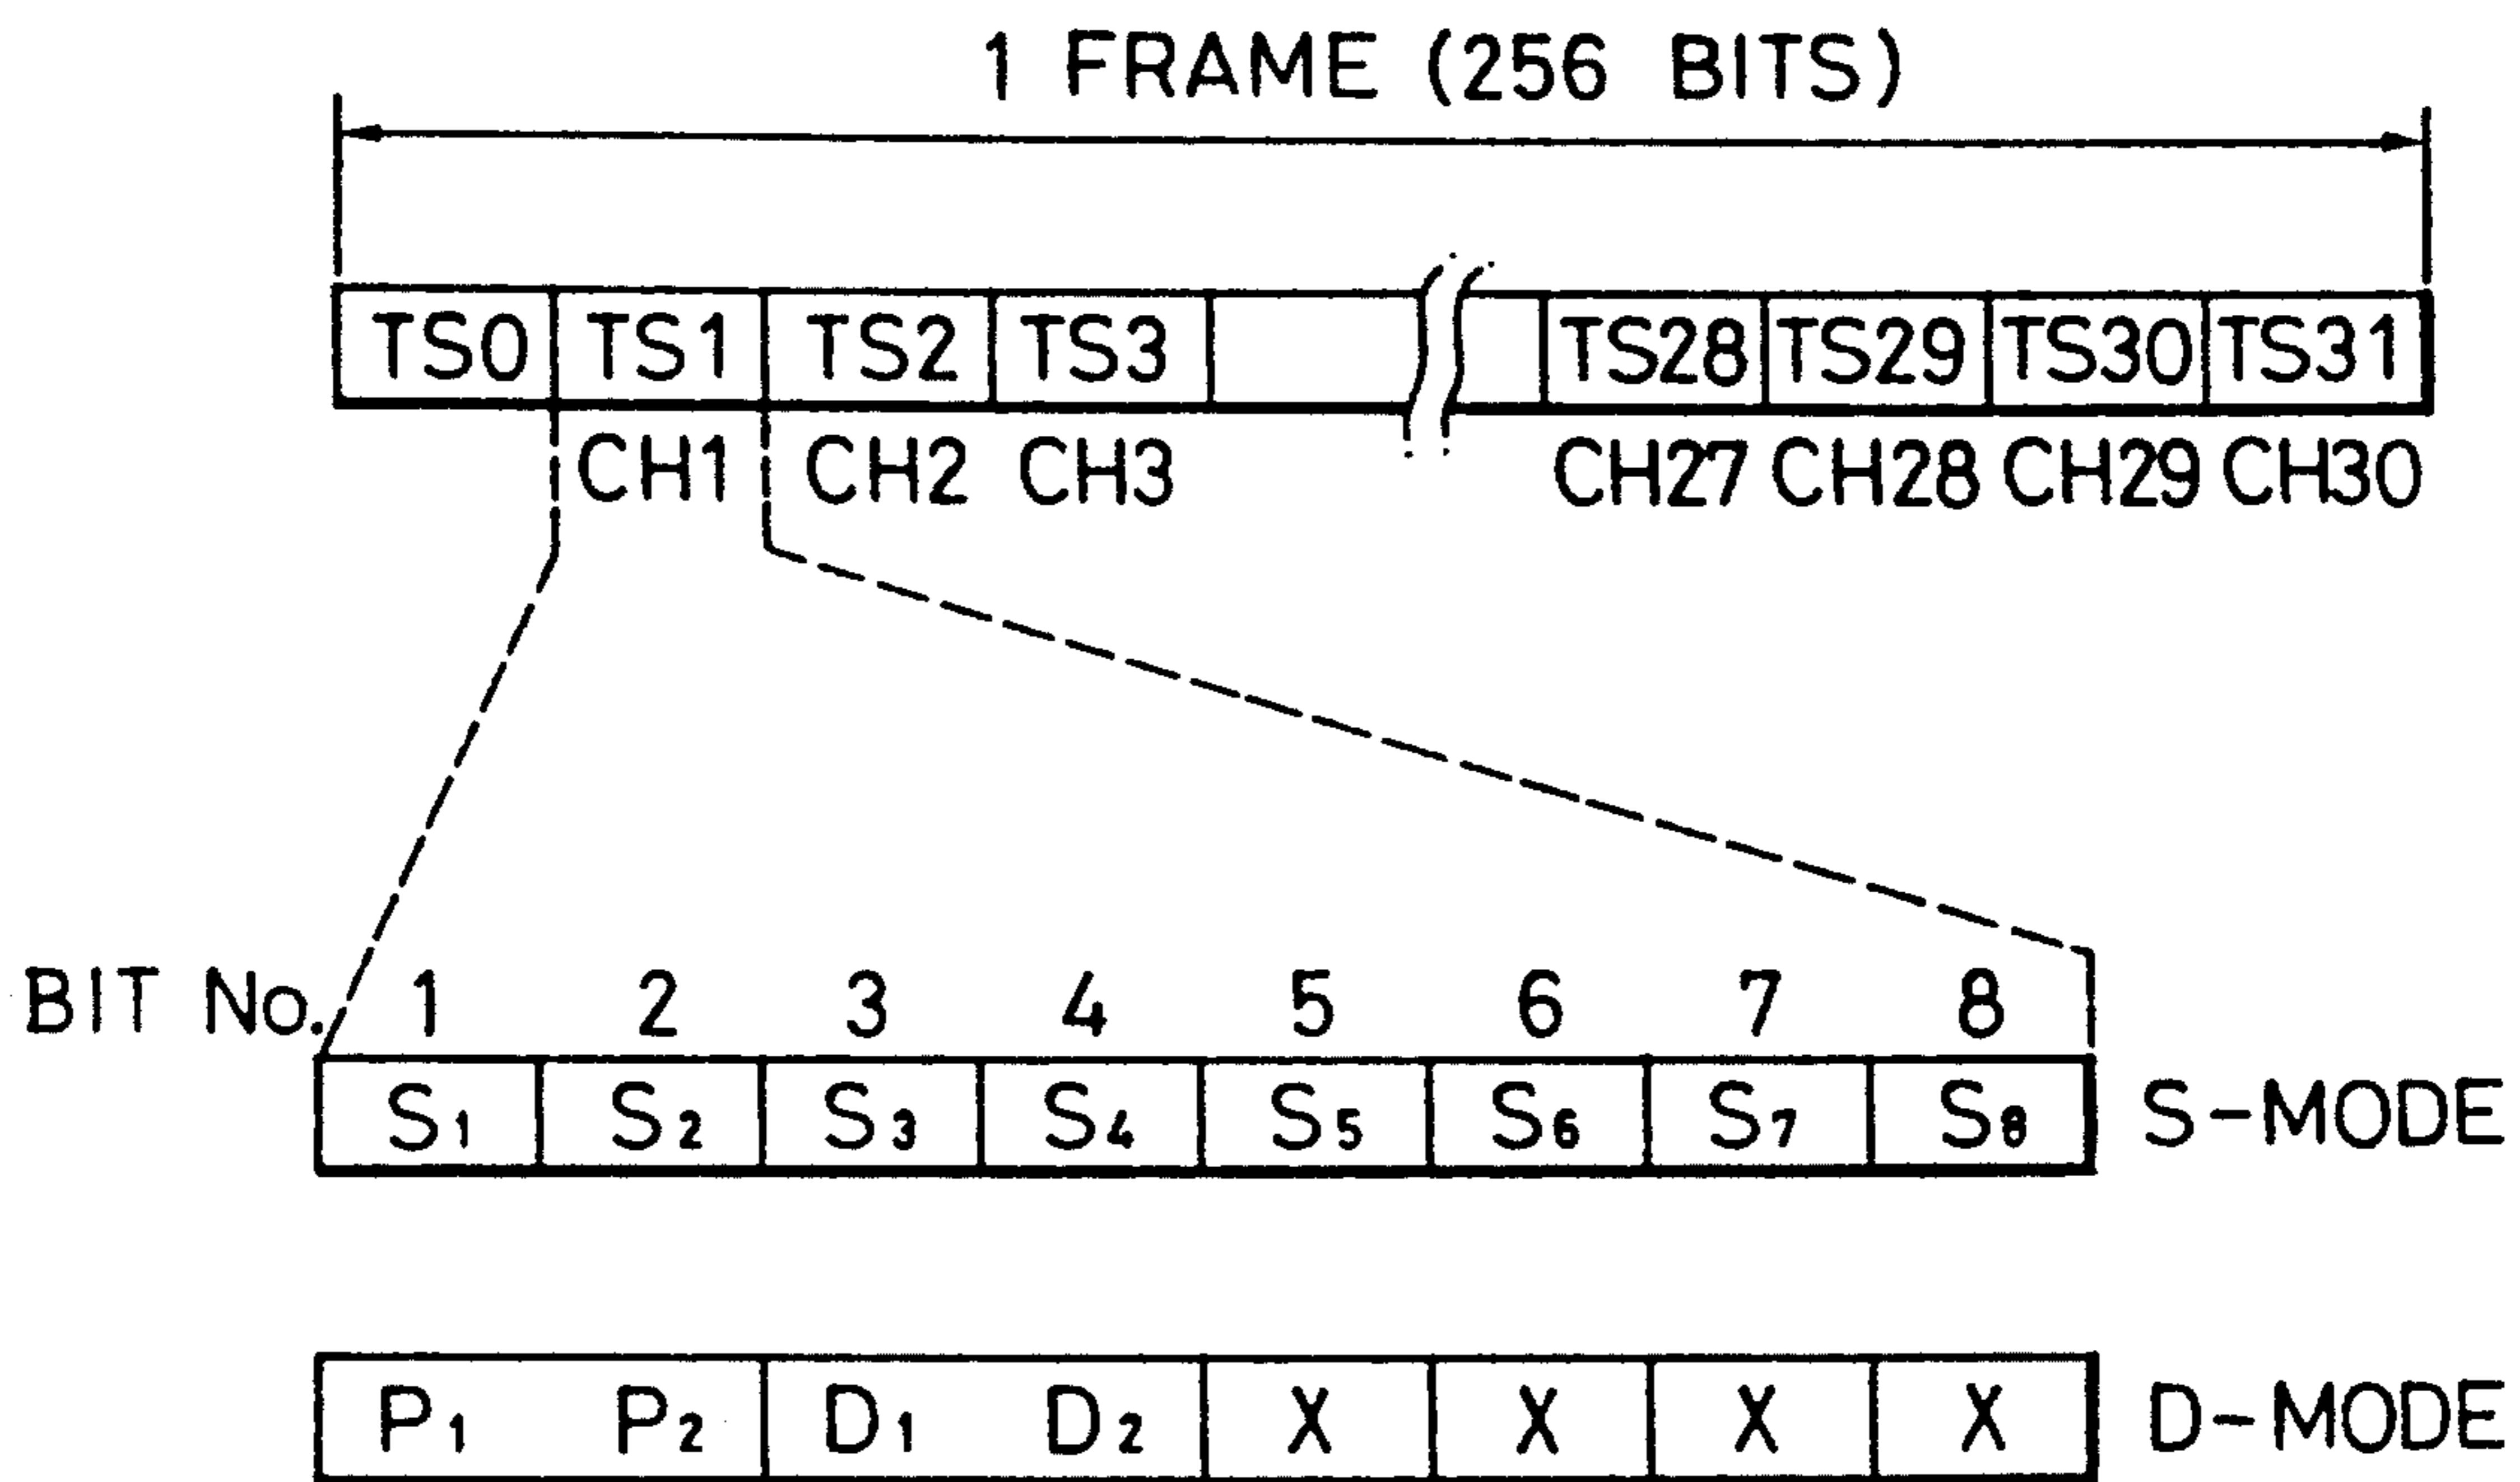 1 FRAME (256 BITS)
TS0 TS1 TS2 TS3 TS28 TS29 TS30 TS31
CH1 CH2 CH3 CH27 CH28 CH29 CH30
BIT No. 1 2 3 4 5 6 7 8
S1 S2 S3 S4 S5 S6 S7 S8 S-MODE
P1 P2 D1 D2 X X X X D-MODE